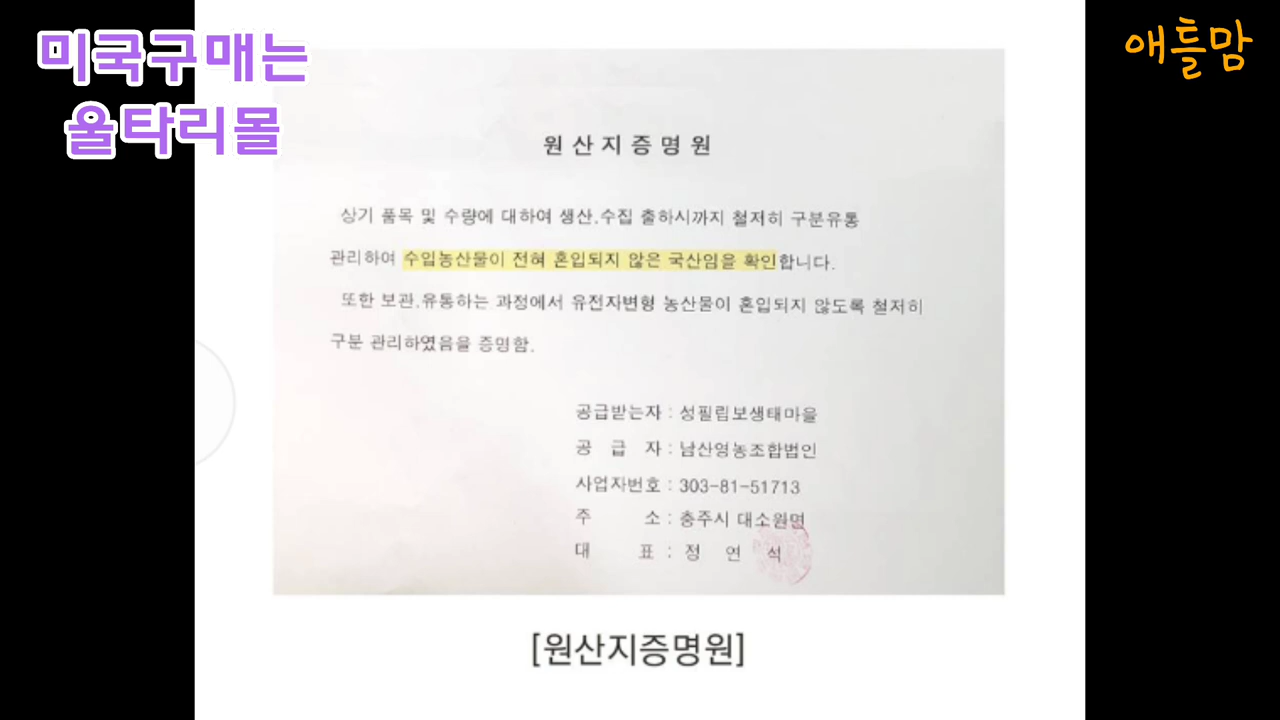 미국구매는
울타리몰
애틀맘
원산지증명원
상기 품목 및 수량에 대하여 생산.수집 출하시까지 철저히 구분유통
관리하여 수입농산물이 전혀 혼입되지 않은 국산임을 확인합니다.
또한 보관.유통하는 과정에서 유전자변형 농산물이 혼입되지 않도록 철저히
구분 관리하였음을 증명함.
공급받는자 : 성필립보생태마을
공 급 자 : 남산영농조합법인
사업자번호 : 303-81-51713
주 소 : 충주시 대소원면
대 표 : 정 연 석
[원산지증명원]